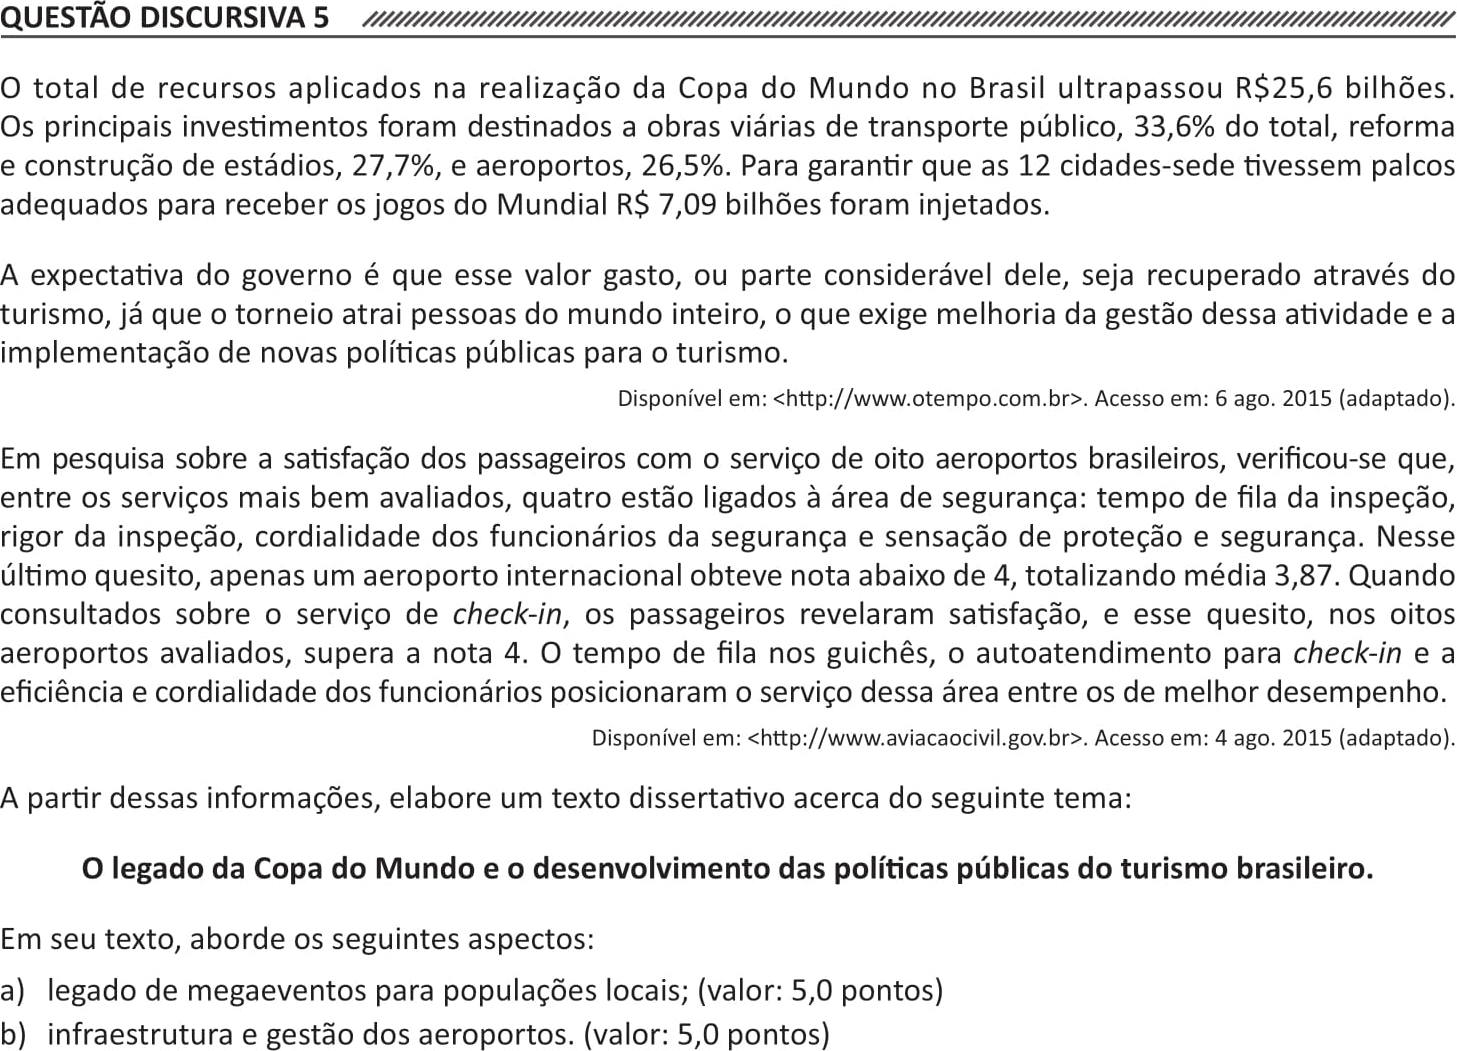 QUESTÃO DISCURSIVA 5
O total de recursos aplicados na realização da Copa do Mundo no Brasil ultrapassou R$25,6 bilhões.
Os principais investimentos foram destinados a obras viárias de transporte público, 33,6% do total, reforma
e construção de estádios, 27,7%, e aeroportos, 26,5%. Para garantir que as 12 cidades-sede tivessem palcos
adequados para receber os jogos do Mundial R$ 7,09 bilhões foram injetados.
A expectativa do governo é que esse valor gasto, ou parte considerável dele, seja recuperado através do
turismo, já que o torneio atrai pessoas do mundo inteiro, o que exige melhoria da gestão dessa atividade e a
implementação de novas políticas públicas para o turismo.
Disponível em: <http://www.otempo.com.br>. Acesso em: 6 ago. 2015 (adaptado).
Em pesquisa sobre a satisfação dos passageiros com o serviço de oito aeroportos brasileiros, verificou-se que,
entre os serviços mais bem avaliados, quatro estão ligados à área de segurança: tempo de fila da inspeção,
rigor da inspeção, cordialidade dos funcionários da segurança e sensação de proteção e segurança. Nesse
último quesito, apenas um aeroporto internacional obteve nota abaixo de 4, totalizando média 3,87. Quando
consultados sobre o serviço de check-in, os passageiros revelaram satisfação, e esse quesito, nos oitos
aeroportos avaliados, supera a nota 4. O tempo de fila nos guichês, o autoatendimento para check-in e a
eficiência e cordialidade dos funcionários posicionaram o serviço dessa área entre os de melhor desempenho.
Disponível em: <http://www.aviacaocivil.gov.br>. Acesso em: 4 ago. 2015 (adaptado).
A partir dessas informações, elabore um texto dissertativo acerca do seguinte tema:
O legado da Copa do Mundo e o desenvolvimento das políticas públicas do turismo brasileiro.
Em seu texto, aborde os seguintes aspectos:
a) legado de megaeventos para populações locais; (valor: 5,0 pontos)
b) infraestrutura e gestão dos aeroportos. (valor: 5,0 pontos)